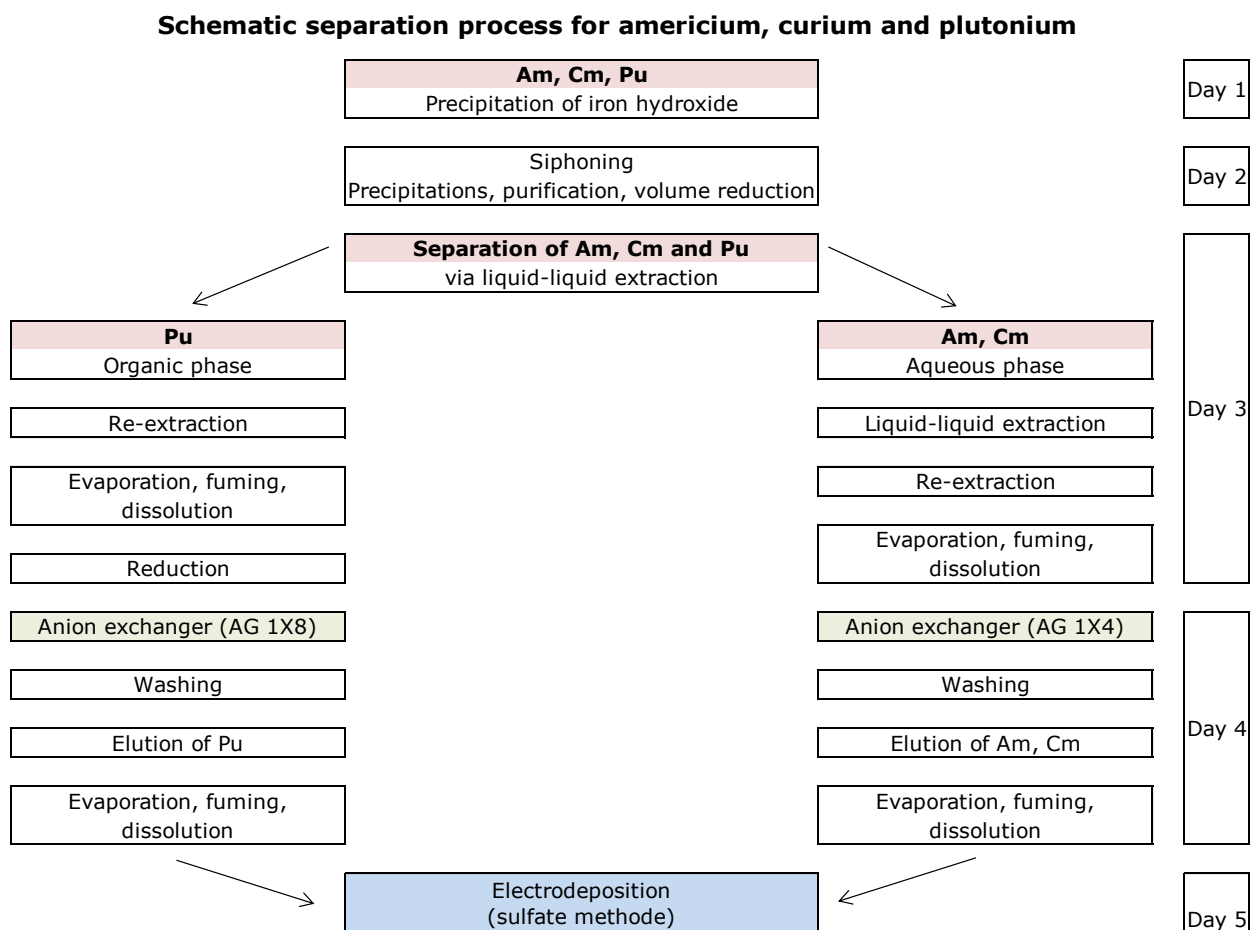 Schematic separation process for americium, curium and plutonium
Am, Cm, Pu
Precipitation of iron hydroxide
Day 1
Siphoning
Precipitations, purification, volume reduction
Day 2
Separation of Am, Cm and Pu
via liquid-liquid extraction
Pu
Organic phase
Re-extraction
Evaporation, fuming,
dissolution
Reduction
Am, Cm
Aqueous phase
Liquid-liquid extraction
Re-extraction
Evaporation, fuming,
dissolution
Day 3
Anion exchanger (AG 1X8)
Washing
Elution of Pu
Evaporation, fuming,
dissolution
Anion exchanger (AG 1X4)
Washing
Elution of Am, Cm
Evaporation, fuming,
dissolution
Day 4
Electrodeposition
(sulfate methode)
Day 5